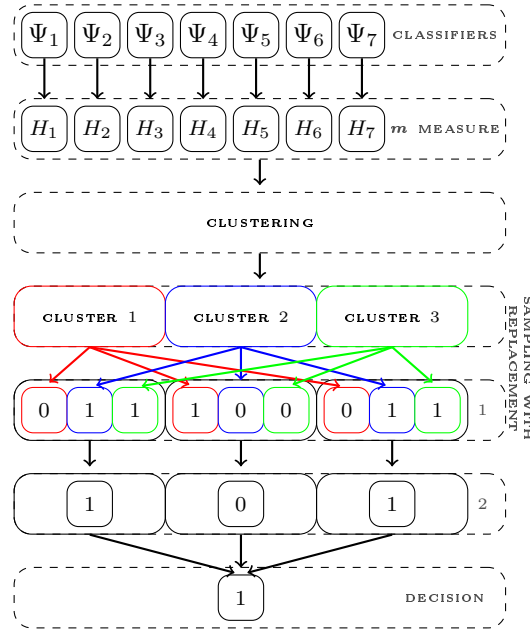 Ψ₁ Ψ₂ Ψ₃ Ψ₄ Ψ₅ Ψ₆ Ψ₇ CLASSIFIERS
H₁ H₂ H₃ H₄ H₅ H₆ H₇ m MEASURE
CLUSTERING
CLUSTER 1 CLUSTER 2 CLUSTER 3
SAMPLING WITH
REPLACEMENT
0 1 1 1 0 0 0 1 1 1
1 0 1 2
1 DECISION